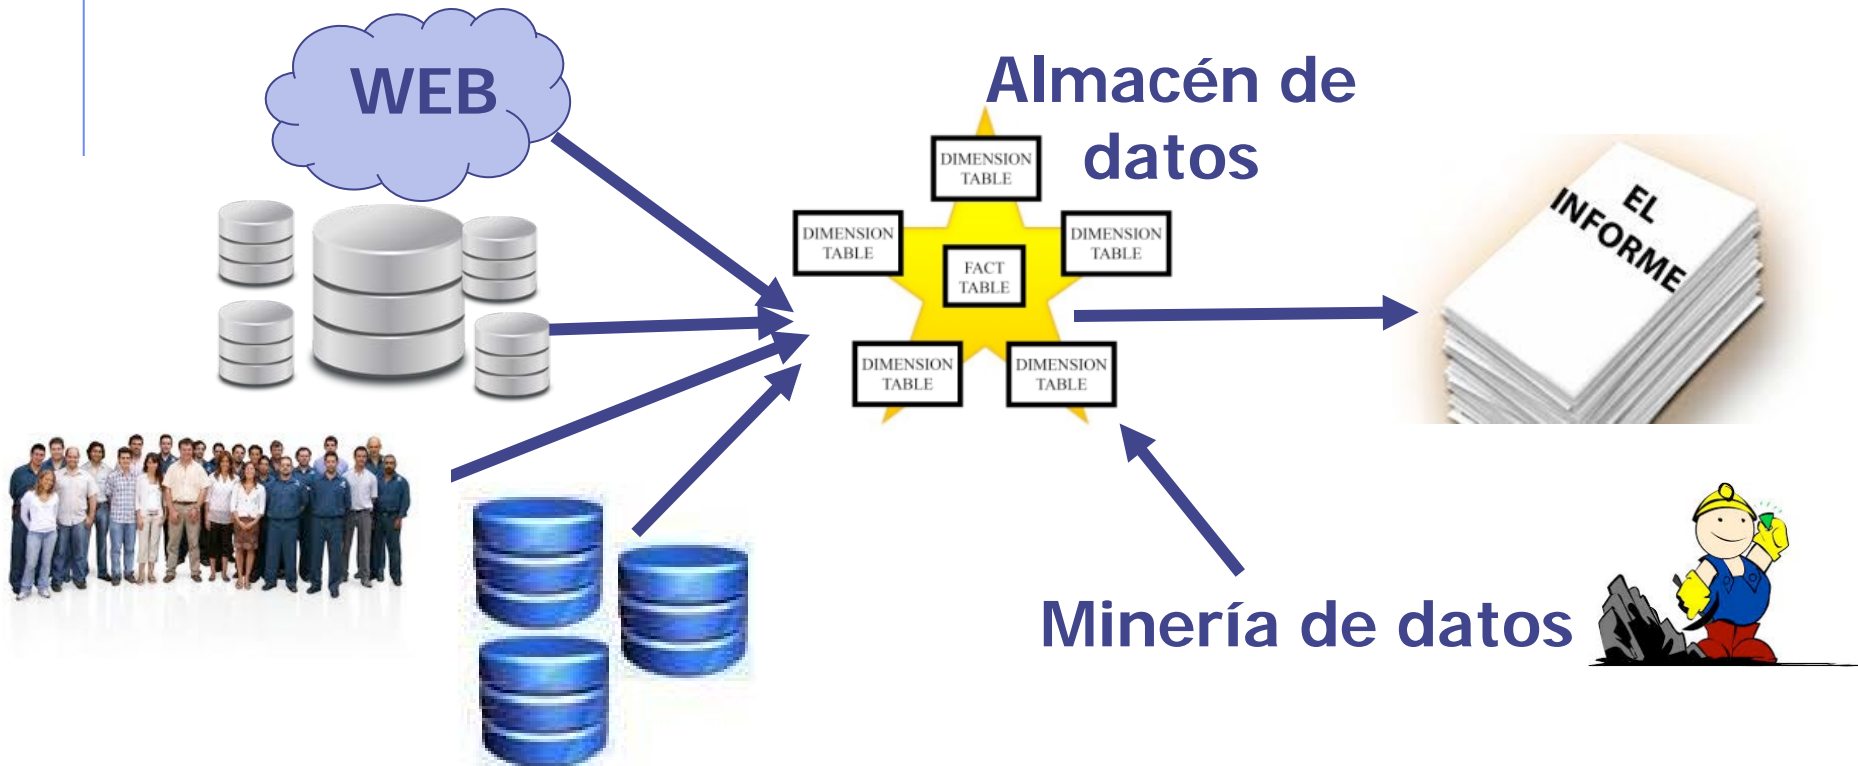 WEB
Almacén de
datos
DIMENSION
TABLE
DIMENSION
TABLE
DIMENSION
TABLE
FACT
TABLE
DIMENSION
TABLE
DIMENSION
TABLE
EL
INFORME
Minería de datos